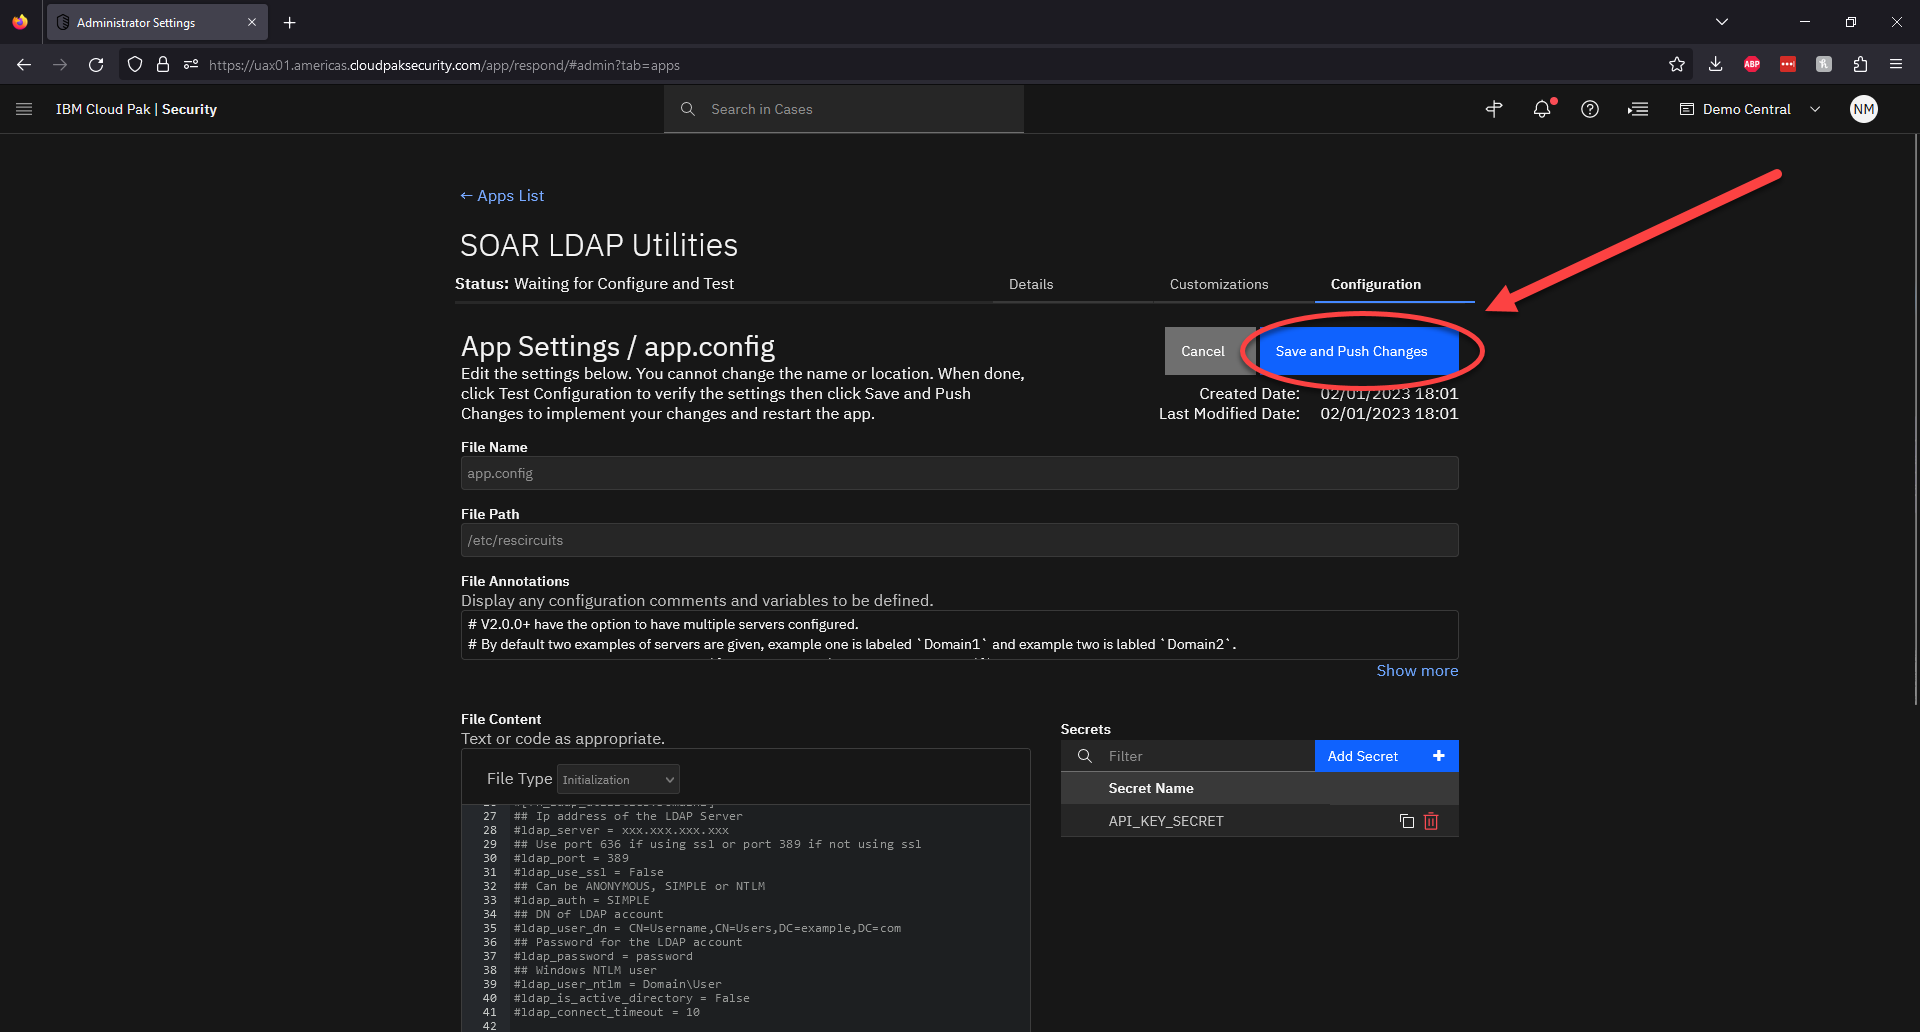 Administrator Settings
https://uax01.americas.cloudpaksecurity.com/app/respond/#admin?tab=apps
ABP
IBM Cloud Pak | Security
Search in Cases
Demo Central
NM
← Apps List
SOAR LDAP Utilities
Status: Waiting for Configure and Test
Details
Customizations
Configuration
App Settings / app.config
Cancel
Save and Push Changes
Edit the settings below. You cannot change the name or location. When done,
click Test Configuration to verify the settings then click Save and Push
Changes to implement your changes and restart the app.
Created Date: 02/01/2023 18:01
Last Modified Date: 02/01/2023 18:01
File Name
app.config
File Path
/etc/rescircuits
File Annotations
Display any configuration comments and variables to be defined.
# V2.0.0+ have the option to have multiple servers configured.
# By default two examples of servers are given, example one is labeled `Domain1` and example two is labled `Domain2`.
Show more
File Content
Text or code as appropriate.
File Type Initialization
27 ## Ip address of the LDAP Server
28 #ldap_server = xxx.xxx.xxx.xxx
29 ## Use port 636 if using ssl or port 389 if not using ssl
30 #ldap_port = 389
31 #ldap_use_ssl = False
32 ## Can be ANONYMOUS, SIMPLE or NTLM
33 #ldap_auth = SIMPLE
34 ## DN of LDAP account
35 #ldap_user_dn = CN=Username,CN=Users,DC=example,DC=com
36 ## Password for the LDAP account
37 #ldap_password = password
38 ## Windows NTLM user
39 #ldap_user_ntlm = Domain\User
40 #ldap_is_active_directory = False
41 #ldap_connect_timeout = 10
42
Secrets
Filter
Add Secret +
Secret Name
API_KEY_SECRET